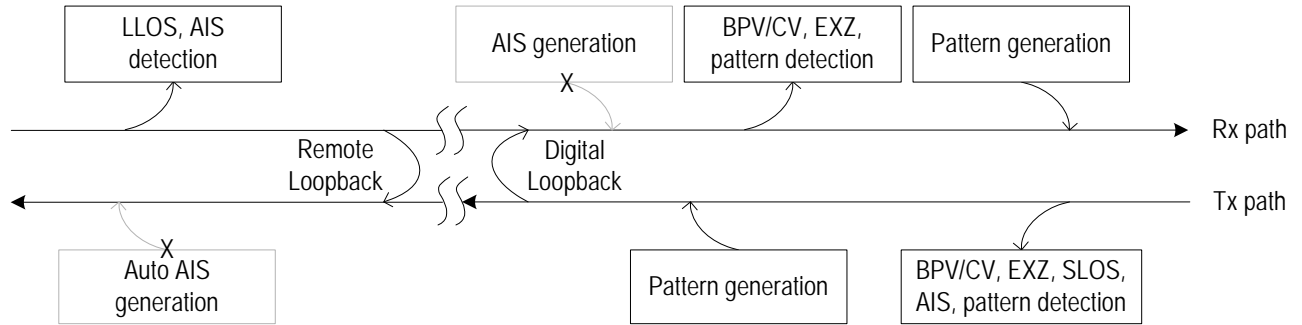 LLOS, AIS
detection
AIS generation
BPV/CV, EXZ,
pattern detection
Pattern generation
X
Rx path
Remote
Loopback
Digital
Loopback
Tx path
X
Auto AIS
generation
Pattern generation
BPV/CV, EXZ, SLOS,
AIS, pattern detection